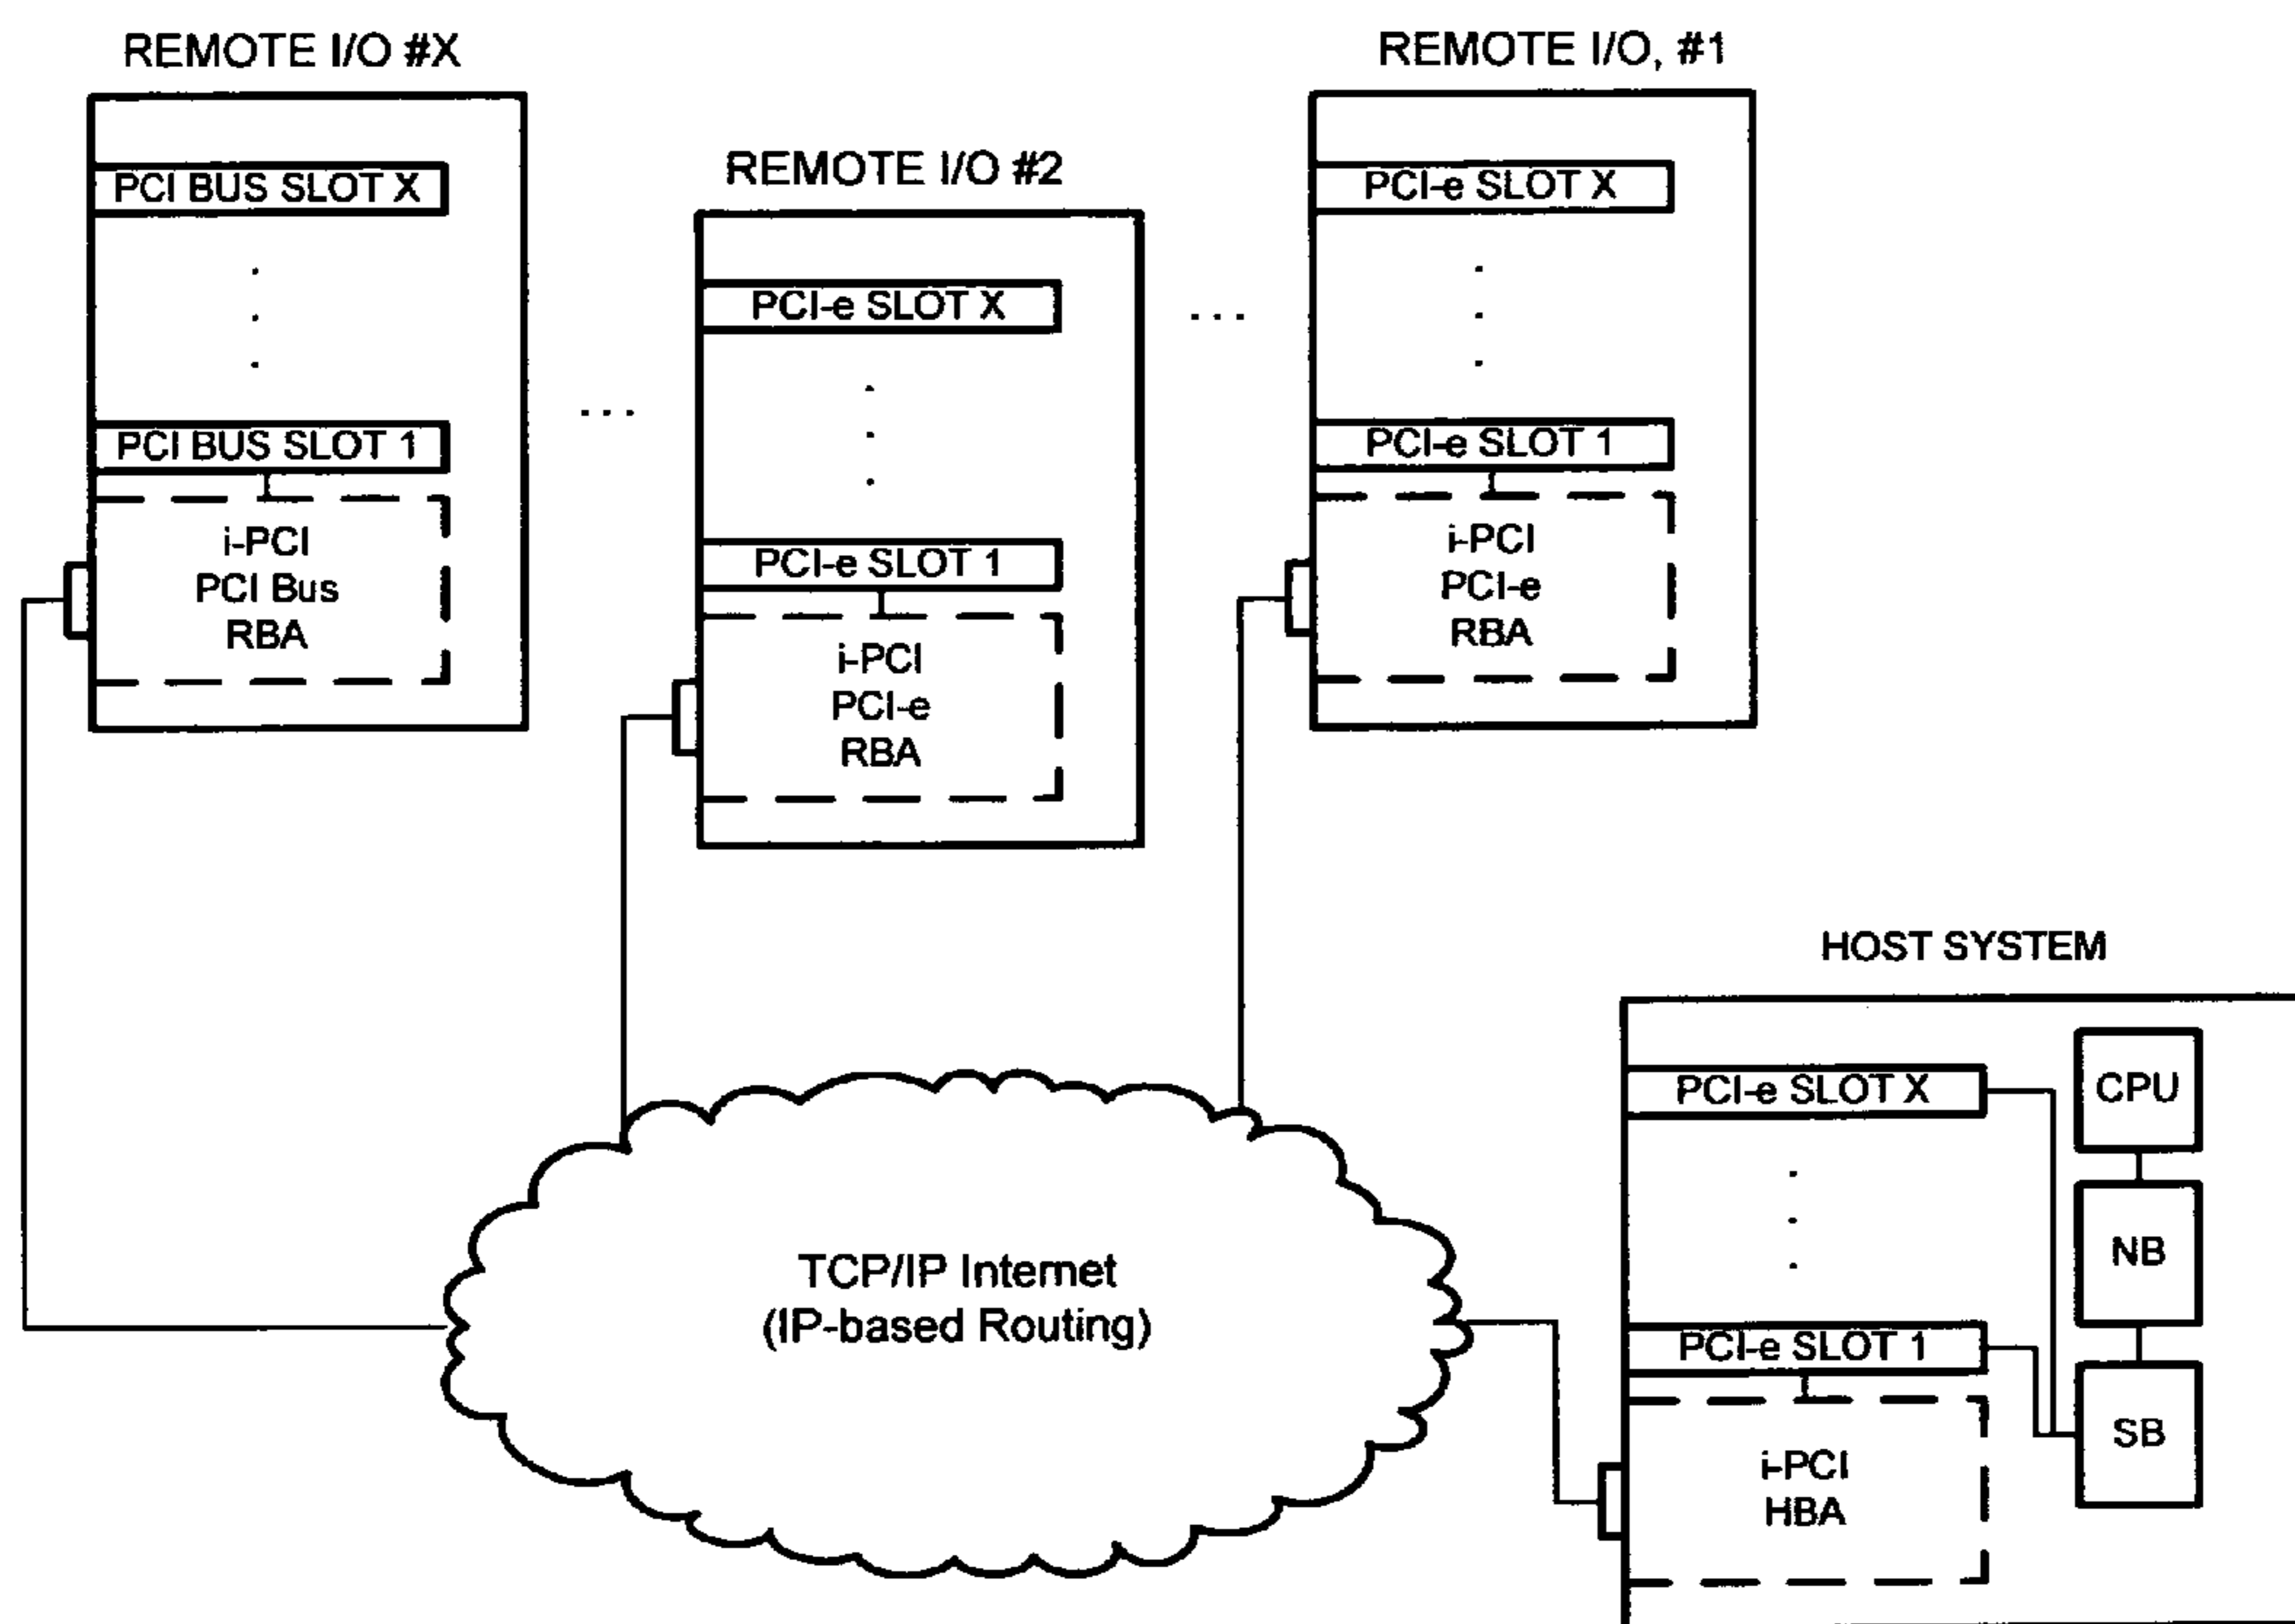 REMOTE I/O #X
PCI BUS SLOT X
PCI BUS SLOT 1
i-PCI
PCI Bus
RBA
REMOTE I/O #2
PCI-e SLOT X
PCI-e SLOT 1
i-PCI
PCI-e
RBA
REMOTE I/O, #1
PCI-e SLOT X
PCI-e SLOT 1
i-PCI
PCI-e
RBA
TCP/IP Internet
(IP-based Routing)
HOST SYSTEM
PCI-e SLOT X
PCI-e SLOT 1
i-PCI
HBA
CPU
NB
SB